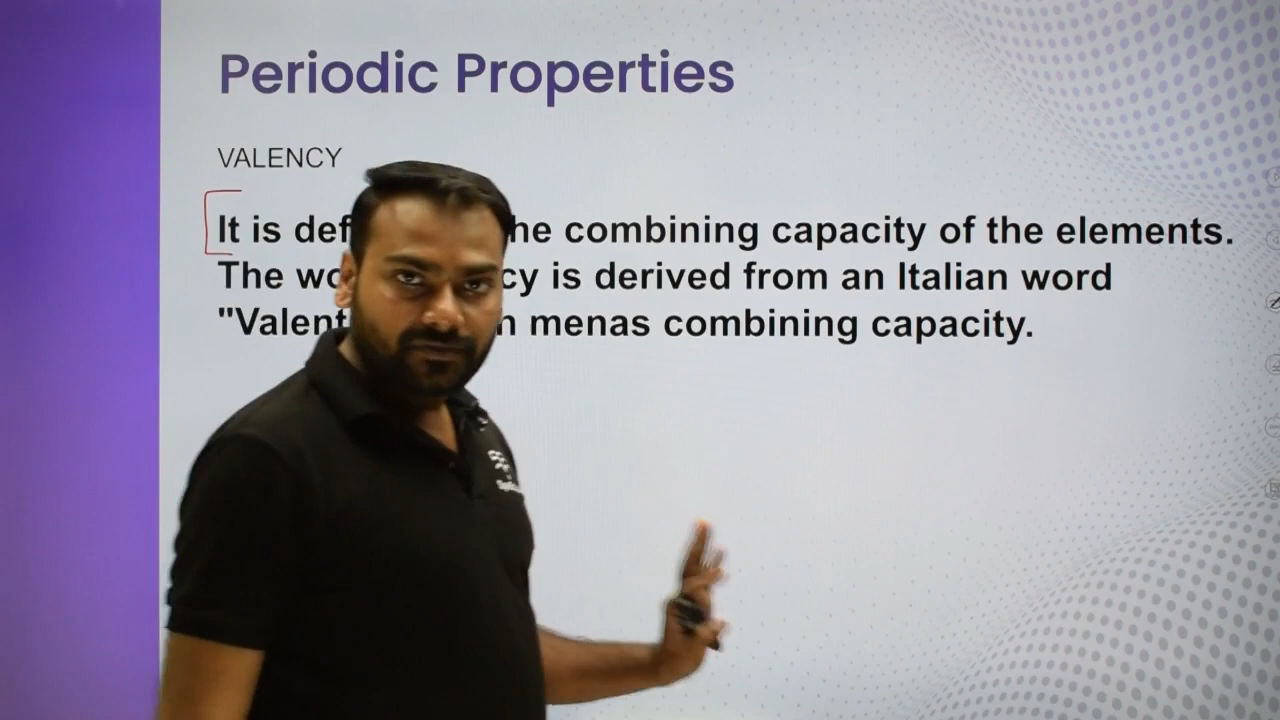 Periodic Properties
VALENCY
It is def he combining capacity of the elements.
The wo cy is derived from an Italian word
"Valent n menas combining capacity.